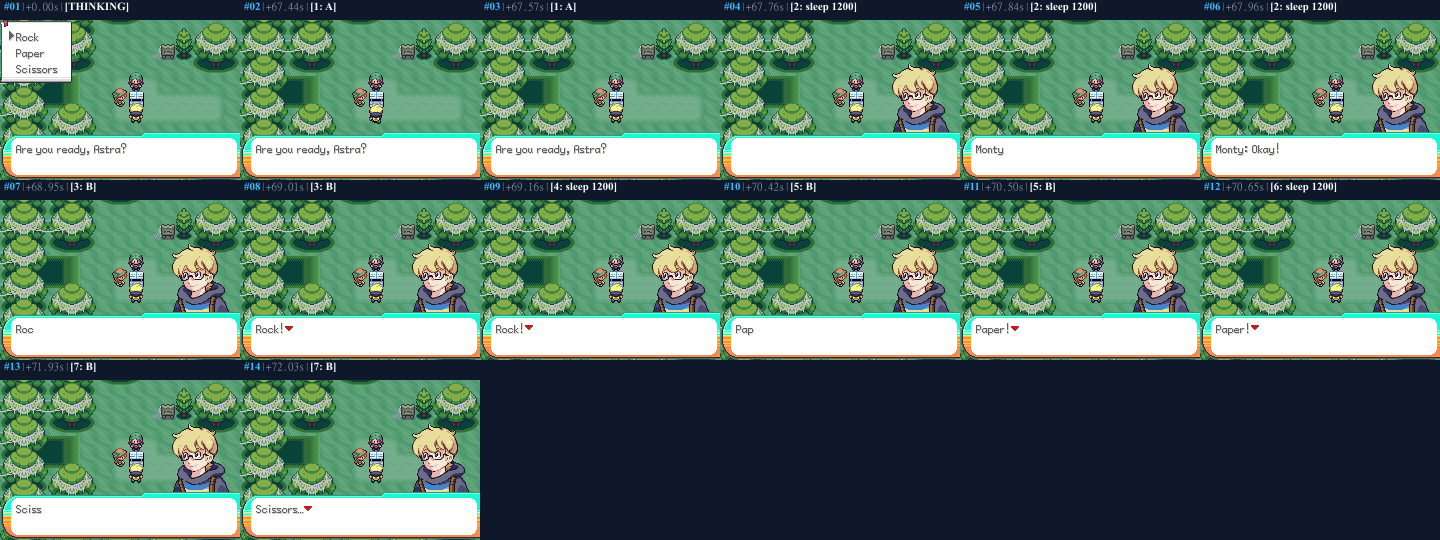 #01 | +0.00s | [THINKING]
Rock
Paper
Scissors
Are you ready, Astra?
#02 | +67.44s | [1: A]
Are you ready, Astra?
#03 | +67.57s | [1: A]
Are you ready, Astra?
#04 | +67.76s | [2: sleep 1200]
#05 | +67.84s | [2: sleep 1200]
Monty
#06 | +67.96s | [2: sleep 1200]
Monty: Okay!
#07 | +68.95s | [3: B]
Roc
#08 | +69.01s | [3: B]
Rock!
#09 | +69.16s | [4: sleep 1200]
Rock!
#10 | +70.42s | [5: B]
Pap
#11 | +70.50s | [5: B]
Paper!
#12 | +70.65s | [6: sleep 1200]
Paper!
#13 | +71.93s | [7: B]
Sciss
#14 | +72.03s | [7: B]
Scissors...